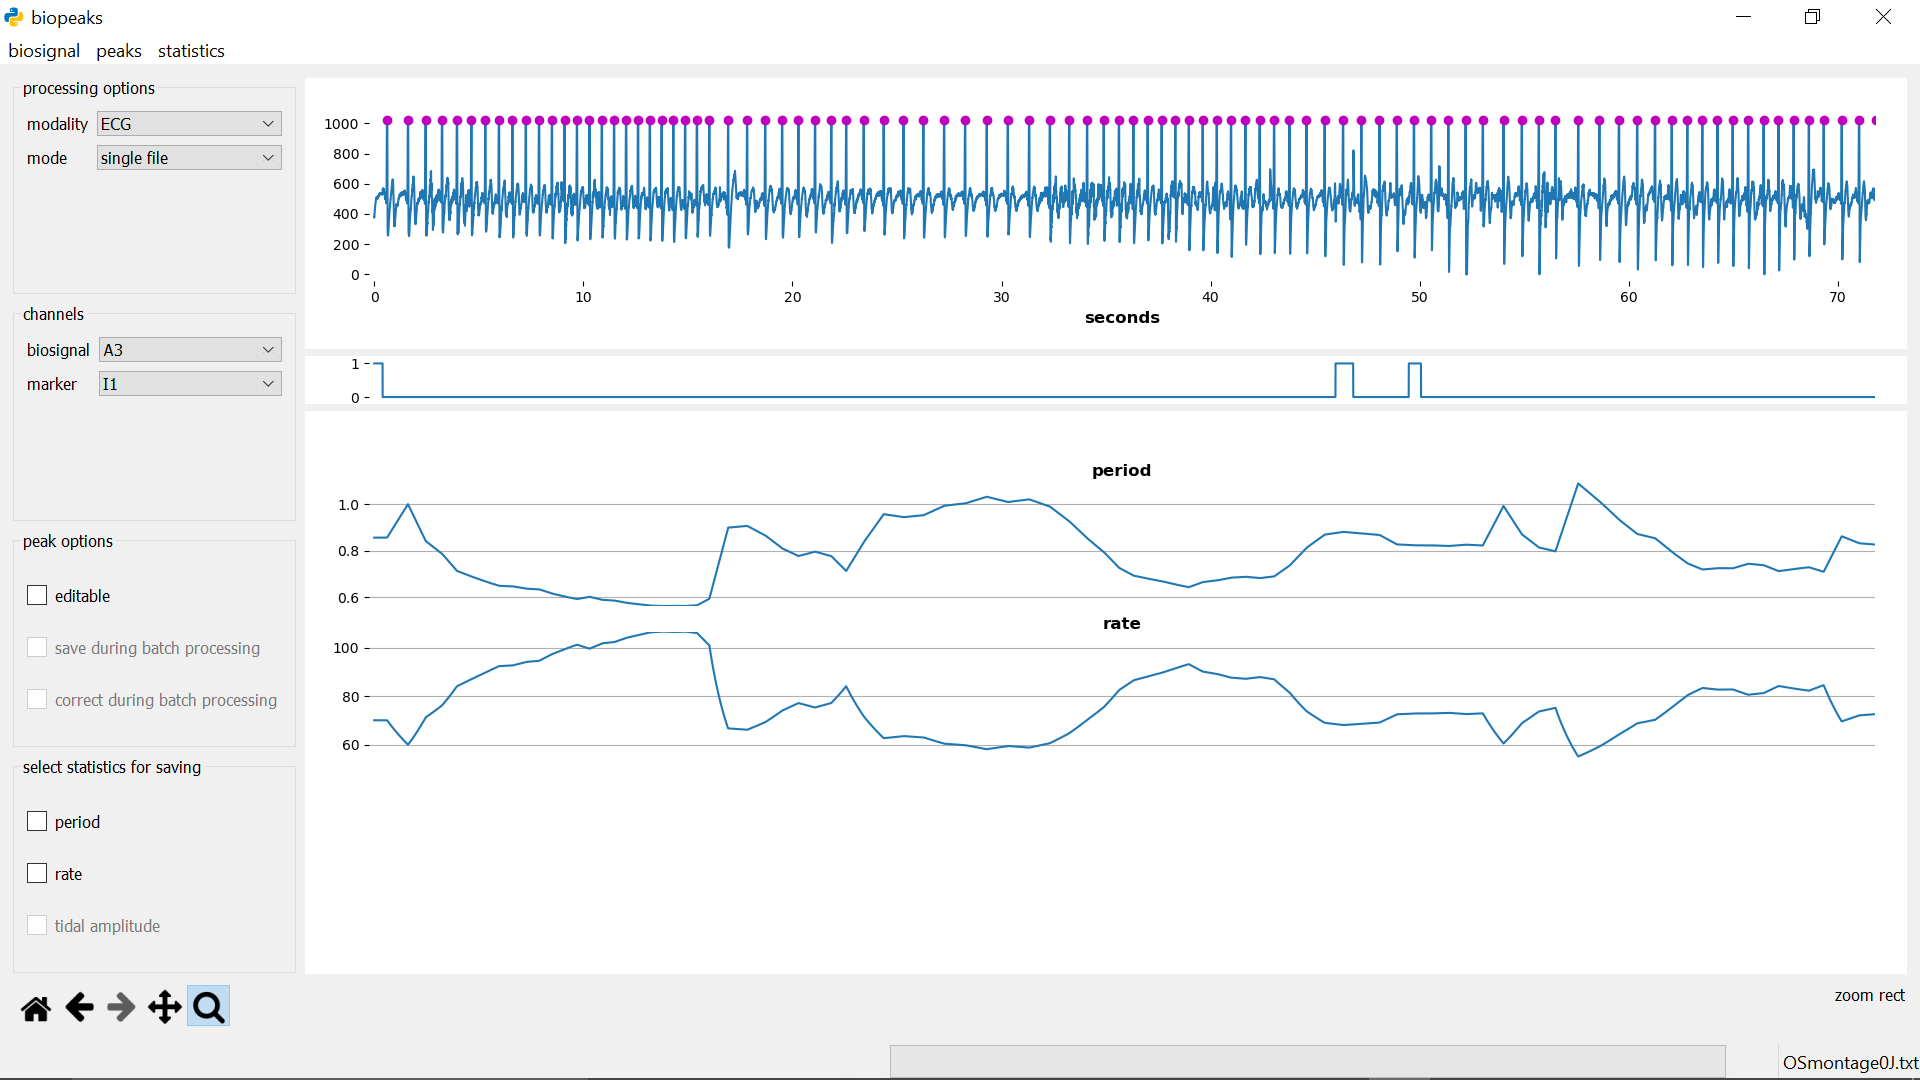 biopeaks
biosignal peaks statistics
processing options
modality ECG
mode single file
channels
biosignal A3
marker I1
peak options
editable
save during batch processing
correct during batch processing
select statistics for saving
period
rate
tidal amplitude
1000
800
600
400
200
0
0 10 20 30 40 50 60 70
seconds
1
0
period
1.0
0.8
0.6
rate
100
80
60
zoom rect
OSmontage0J.txt